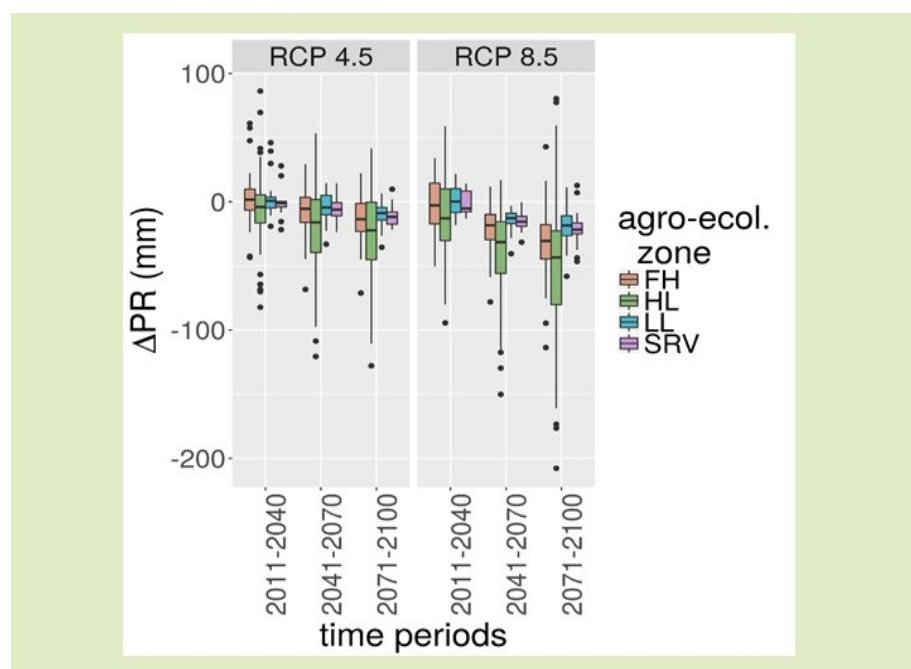 RCP 4.5
RCP 8.5
100
0
-100
-200
ΔPR (mm)
2011-2040
2041-2070
2071-2100
2011-2040
2041-2070
2071-2100
time periods
agro-ecol.
zone
FH
HL
LL
SRV